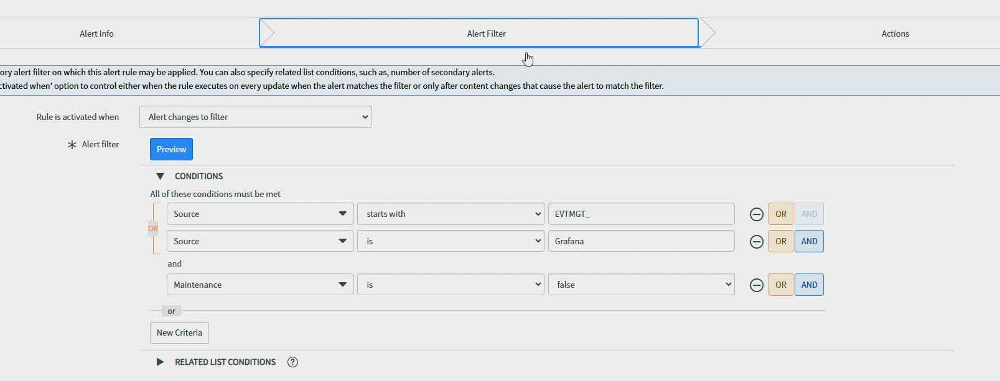 Alert Info Alert Filter Actions
ory alert filter on which this alert rule may be applied. You can also specify related list conditions, such as, number of secondary alerts.
ctivated when' option to control either when the rule executes on every update when the alert matches the filter or only after content changes that cause the alert to match the filter.
Rule is activated when Alert changes to filter
Alert filter Preview
CONDITIONS
All of these conditions must be met
Source starts with EVTMGT_ OR AND
OR
Source is Grafana OR AND
and
Maintenance is false OR AND
or
New Criteria
RELATED LIST CONDITIONS ?